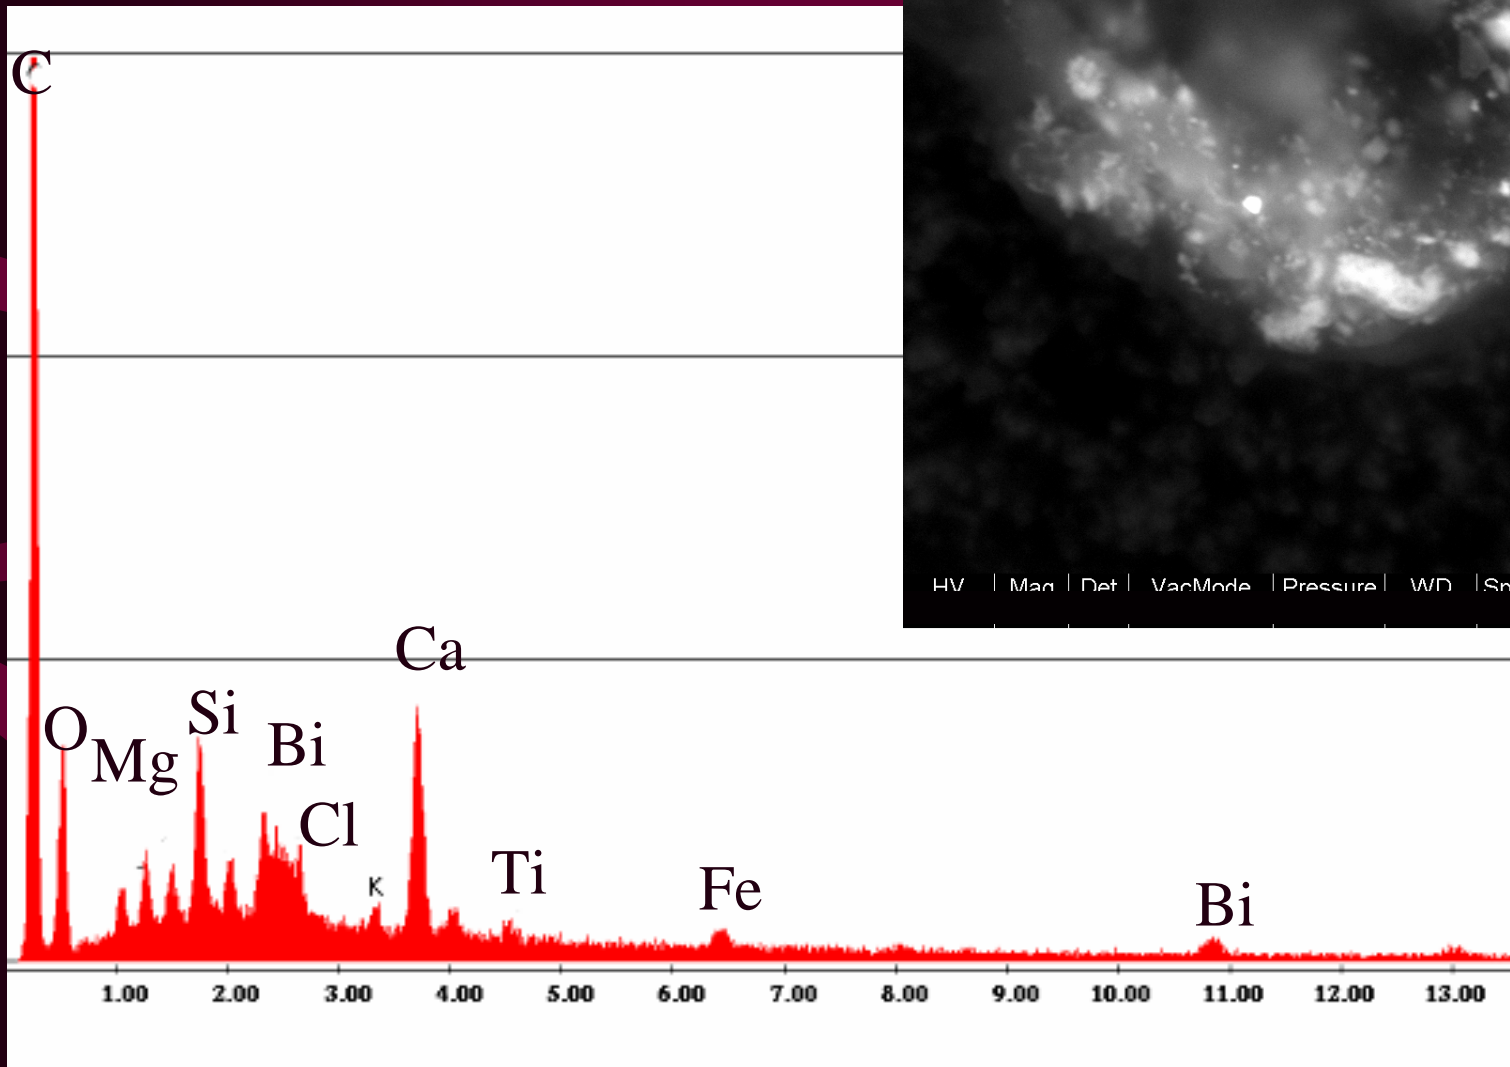 C
HV Mag Det VacMode Pressure WD Sp
Ca
Si
O
Mg
Bi
Cl
K
Ti
Fe
Bi
1.00 2.00 3.00 4.00 5.00 6.00 7.00 8.00 9.00 10.00 11.00 12.00 13.00